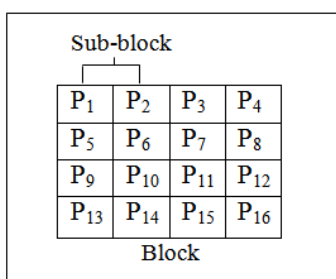 Sub-block
P₁ P₂ P₃ P₄
P₅ P₆ P₇ P₈
P₉ P₁₀ P₁₁ P₁₂
P₁₃ P₁₄ P₁₅ P₁₆
Block